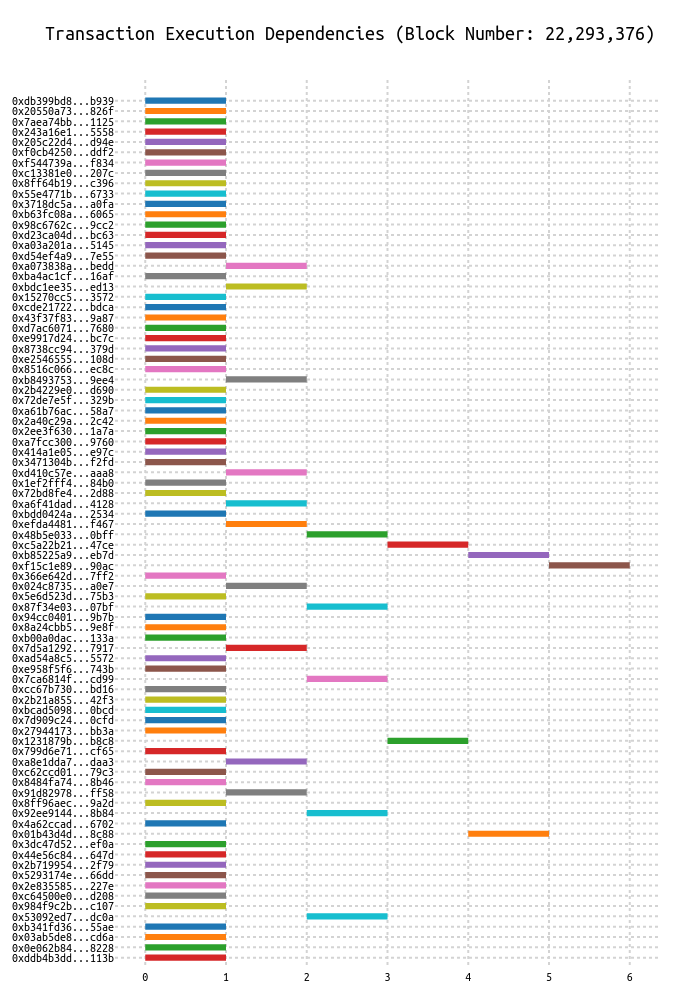 Transaction Execution Dependencies (Block Number: 22,293,376)
0xdb399bd8...b939
0x20550a73...826f
0x7aea74bb...1125
0x243a16e1...5558
0x205c22d4...d94e
0xf0cb4250...ddf2
0xf544739a...f834
0xc13381e0...207c
0x8ff64b19...c396
0x55e4771b...6733
0x3718dc5a...a0fa
0xb63fc08a...6065
0x98c6762c...9cc2
0xd23ca04d...bc63
0xa03a201a...5145
0xd54ef4a9...7e55
0xa073838a...bedd
0xba4ac1cf...16af
0xbdc1ee35...ed13
0x15270cc5...3572
0xcde21722...bdca
0x43f37f83...9a87
0xd7ac6071...7680
0xe9917d24...bc7c
0x8738cc94...379d
0xe2546555...108d
0x8516c066...ec8c
0xb8493753...9ee4
0x2b4229e0...d690
0x72de7e5f...329b
0xa61b76ac...58a7
0x2a40c29a...2c42
0x2ee3f630...1a7a
0xa7fcc300...9760
0x414a1e05...e97c
0x3471304b...f2fd
0xd410c57e...aaa8
0x1ef2fff4...84b0
0x72bd8fe4...2d88
0xa6f41dad...4128
0xbdd0424a...2534
0xefda4481...f467
0x48b5e033...0bff
0xc5a22b21...47ce
0xb85225a9...eb7d
0xf15c1e89...90ac
0x366e642d...7ff2
0x024c8735...a0e7
0x5e6d523d...75b3
0x87f34e03...07bf
0x94cc0401...9b7b
0x8a24cbb5...9e8f
0xb00a0dac...133a
0x7d5a1292...7917
0xad54a8c5...5572
0xe958f5f6...743b
0x7ca6814f...cd99
0xcc67b730...bd16
0x2b21a855...42f3
0xbcad5098...0bcd
0x7d909c24...0cfd
0x27944173...bb3a
0x1231879b...b8c8
0x799d6e71...cf65
0xa8e1dda7...daa3
0xc62ccd01...79c3
0x8484fa74...8b46
0x91d82978...ff58
0x8ff96aec...9a2d
0x92ee9144...8b84
0x4a62ccad...6702
0x01b43d4d...8c88
0x3dc47d52...ef0a
0x44e56c84...647d
0x2b719954...2f79
0x5293174e...66dd
0x2e835585...227e
0xc64500e0...d208
0x984f9c2b...c107
0x53092ed7...dc0a
0xb341fd36...55ae
0x03ab5de8...cd6a
0x0e062b84...8228
0xddb4b3dd...113b
0 1 2 3 4 5 6